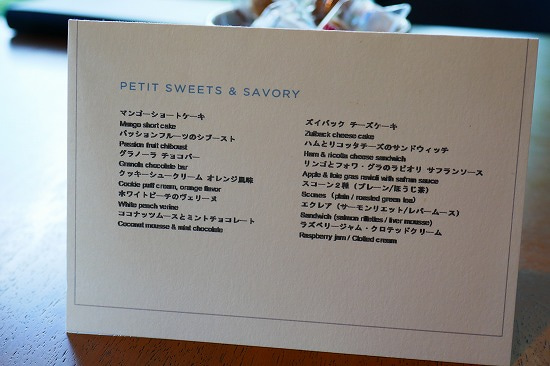 PETIT SWEETS & SAVORY
マンゴーショートケーキ
Mango short cake
パッションフルーツのシブースト
Passion fruit chiboust
グラノーラ チョコバー
Granola chocolate bar
クッキーシュークリーム オレンジ風味
Cookie puff cream, orange flavor
ホワイトピーチのヴェリーヌ
White peach verine
ココナッツムースとミントチョコレート
Coconut mousse & mint chocolate
ズイバック チーズケーキ
Zuiback cheese cake
ハムとリコッタチーズのサンドウィッチ
Ham & ricotta cheese sandwich
リンゴとフォワ・グラのラビオリ サフランソース
Apple & foie gras ravioli with safran sauce
スコーン2種（プレーン/ほうじ茶）
Scones (plain / roasted green tea)
エクレア（サーモンリエット/レバームース）
Sandwich (salmon rillettes / liver mousse)
ラズベリージャム・クロテッドクリーム
Raspberry jam / Clotted cream